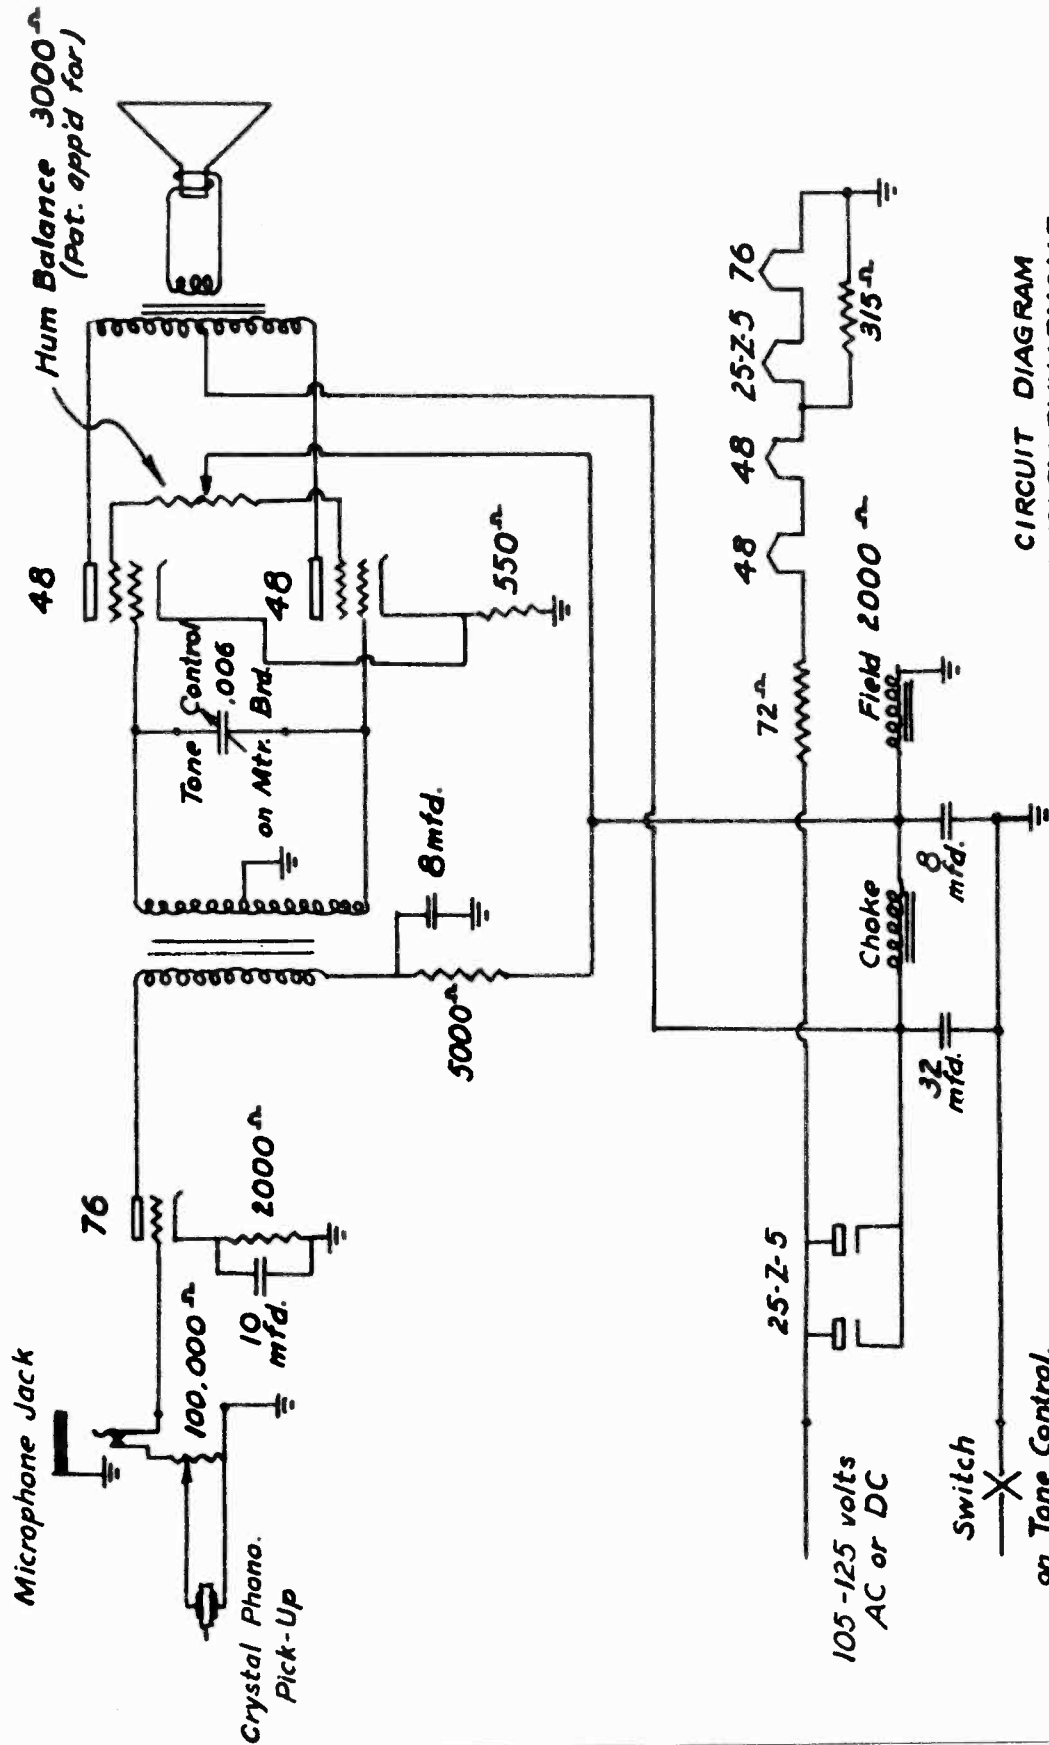 Microphone Jack
Crystal Phono.
Pick-Up
100,000 Ω
76
10
mfd.
2000 Ω
5000 Ω
8 mfd.
Tone Control
.006
on Mtr. Brd.
48
48
550 Ω
Hum Balance 3000 Ω
(Pat. app'd for)
105-125 volts
AC or DC
Switch
on Tone Control.
25-Z-5
32
mfd.
Choke
8
mfd.
Field 2000 Ω
72 Ω
48
48
25-Z-5
76
315 Ω
CIRCUIT DIAGRAM